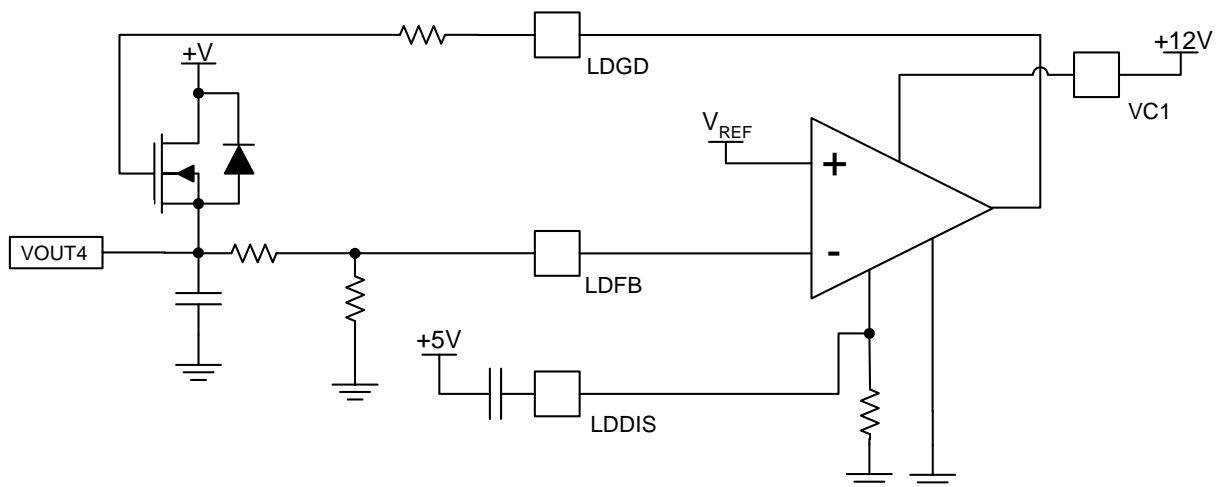 LDGD
+V
+12V
VC1
VREF
+
-
VOUT4
LDFB
+5V
LDDIS